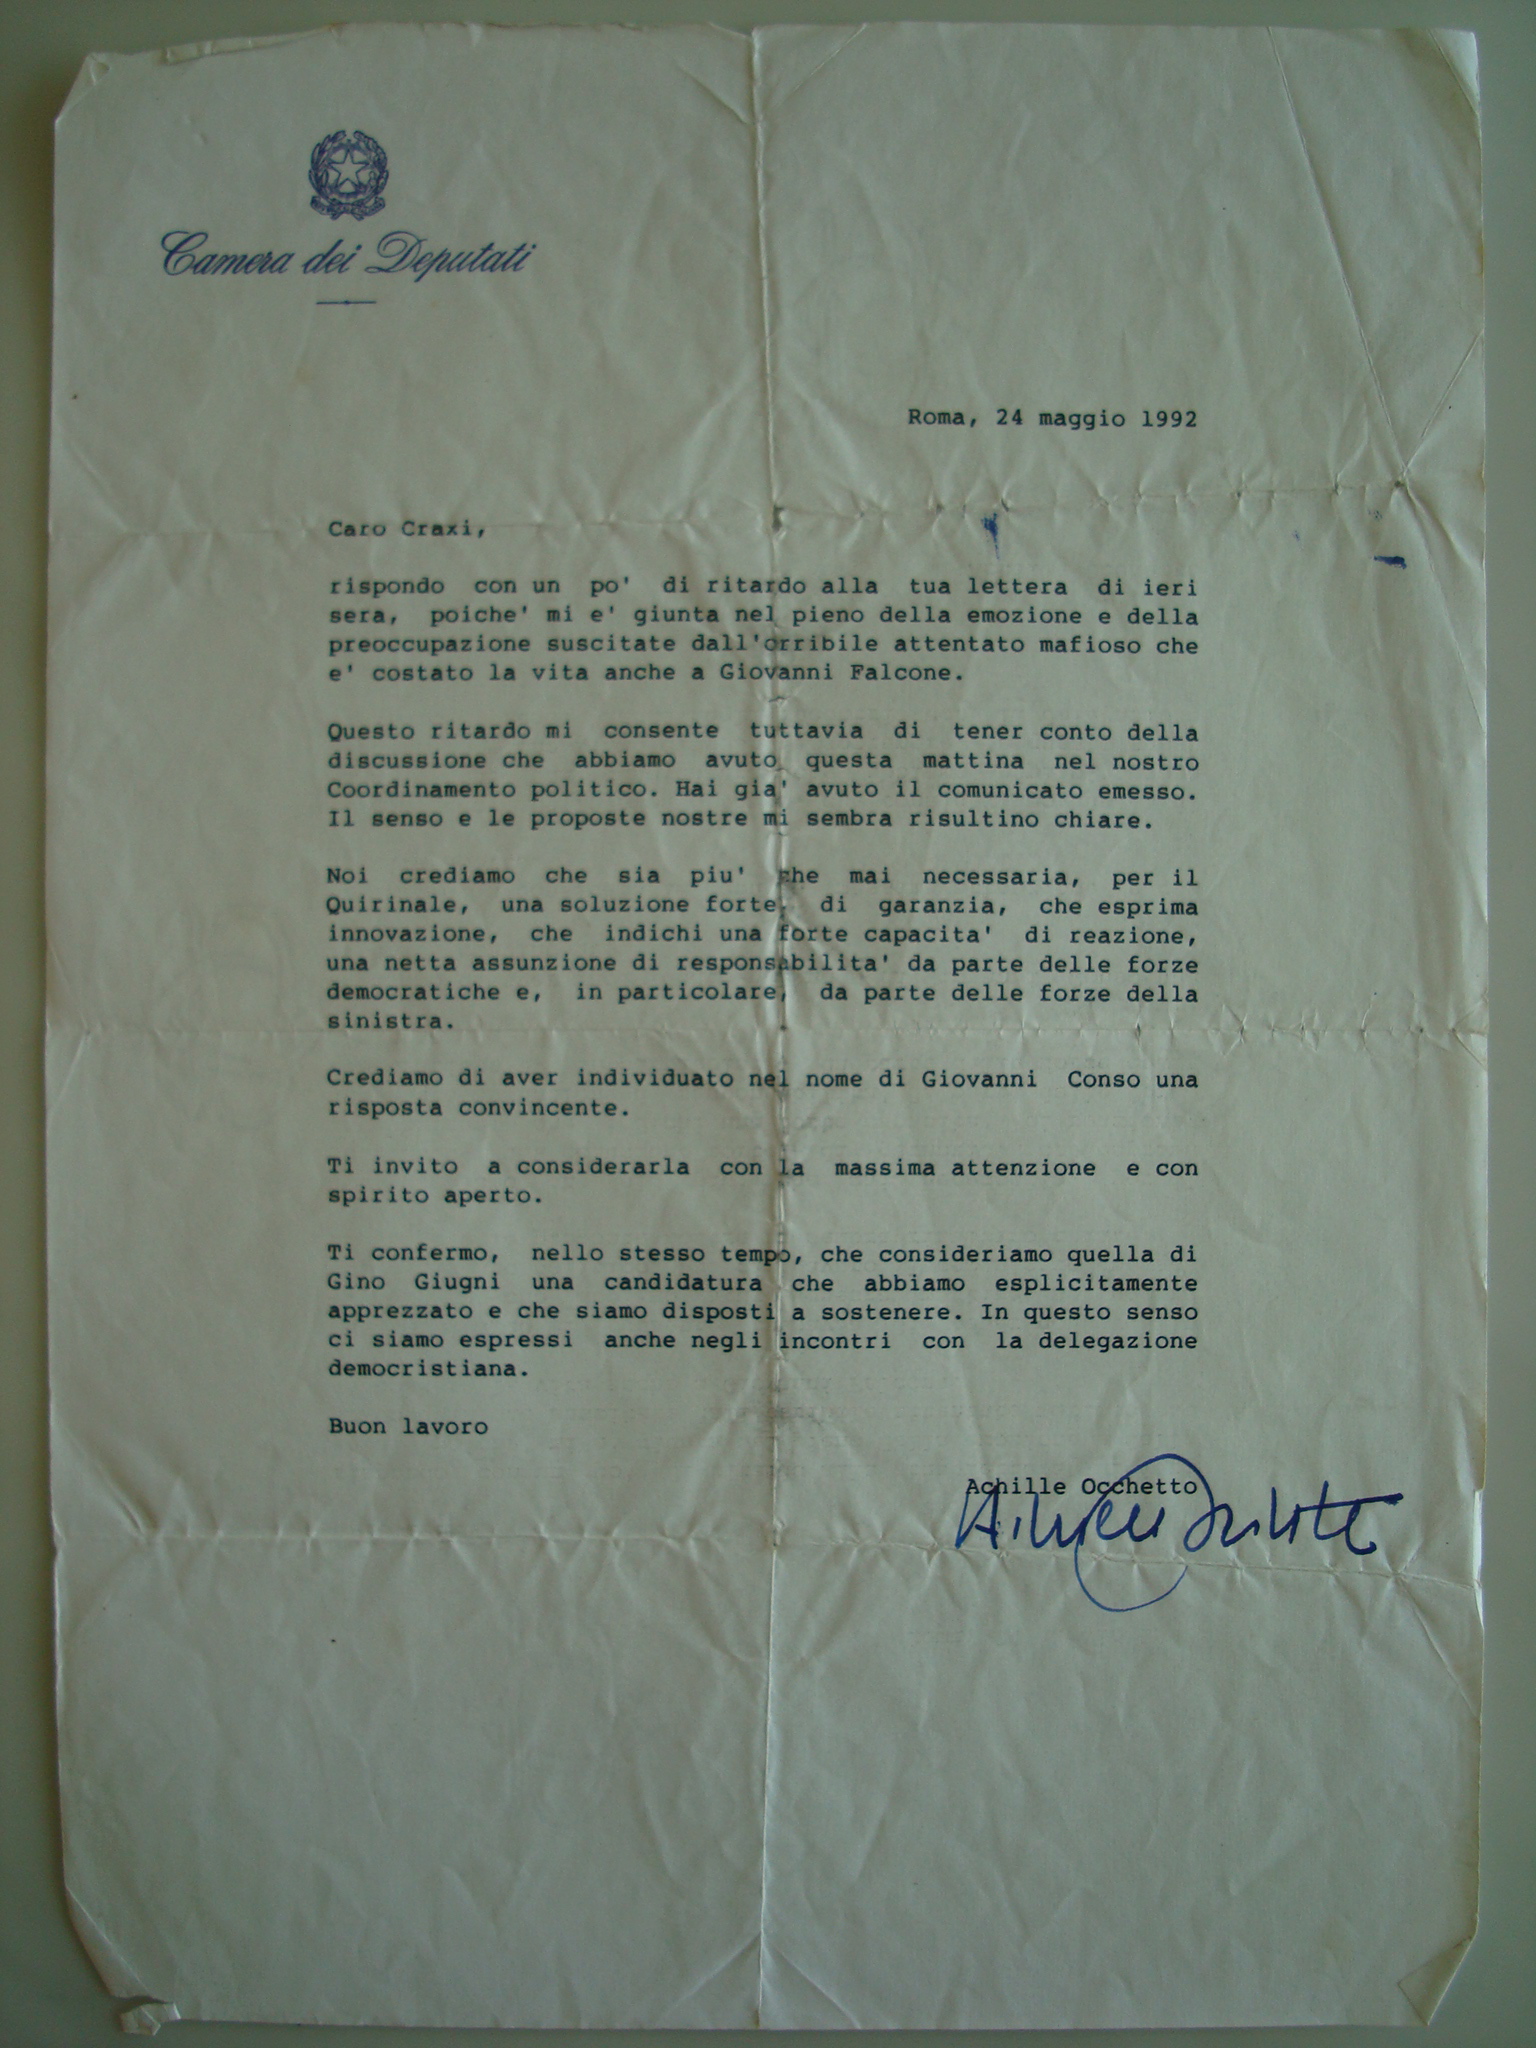 Camera dei Deputati
Roma, 24 maggio 1992
Caro Craxi,
rispondo con un po' di ritardo alla tua lettera di ieri
sera, poiche' mi e' giunta nel pieno della emozione e della
preoccupazione suscitate dall'orribile attentato mafioso che
e' costato la vita anche a Giovanni Falcone.
Questo ritardo mi consente tuttavia di tener conto della
discussione che abbiamo avuto questa mattina nel nostro
Coordinamento politico. Hai gia' avuto il comunicato emesso.
Il senso e le proposte nostre mi sembra risultino chiare.
Noi crediamo che sia piu' che mai necessaria, per il
Quirinale, una soluzione forte, di garanzia, che esprima
innovazione, che indichi una forte capacita' di reazione,
una netta assunzione di responsabilita' da parte delle forze
democratiche e, in particolare, da parte delle forze della
sinistra.
Crediamo di aver individuato nel nome di Giovanni Conso una
risposta convincente.
Ti invito a considerarla con la massima attenzione e con
spirito aperto.
Ti confermo, nello stesso tempo, che consideriamo quella di
Gino Giugni una candidatura che abbiamo esplicitamente
apprezzato e che siamo disposti a sostenere. In questo senso
ci siamo espressi anche negli incontri con la delegazione
democristiana.
Buon lavoro
Achille Occhetto
Achille Occhetto